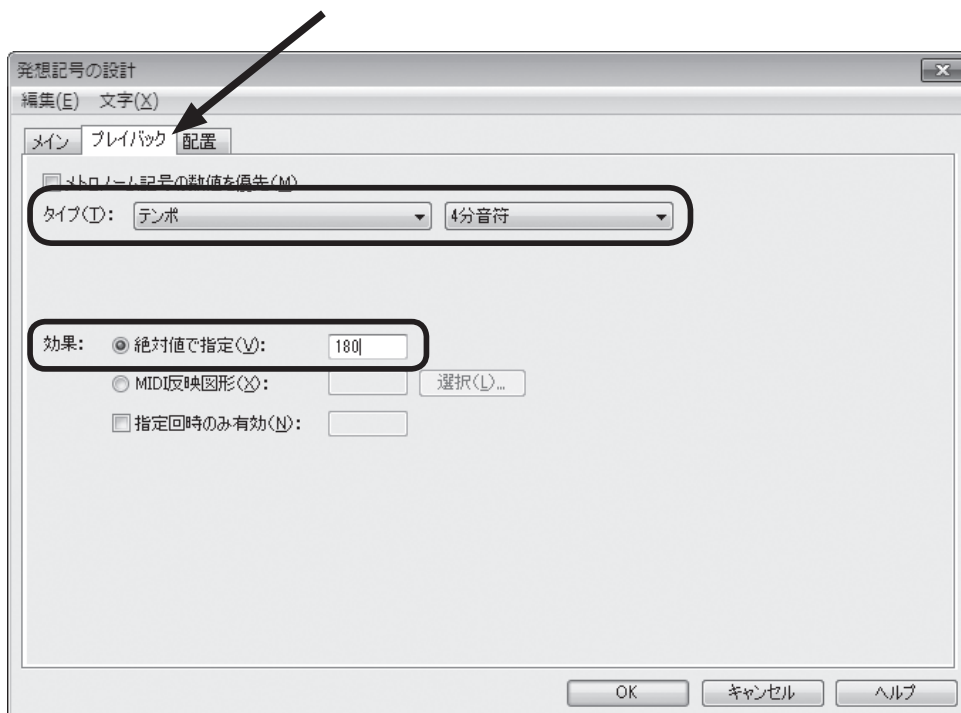 発想記号の設計
編集(E) 文字(X)
メイン プレイバック 配置
メトロノーム記号の数値を優先(M)
タイプ(T): テンポ 4分音符
効果: 絶対値で指定(V): 180
MIDI反映図形(X): 選択(L)...
指定回時のみ有効(N):
OK キャンセル ヘルプ